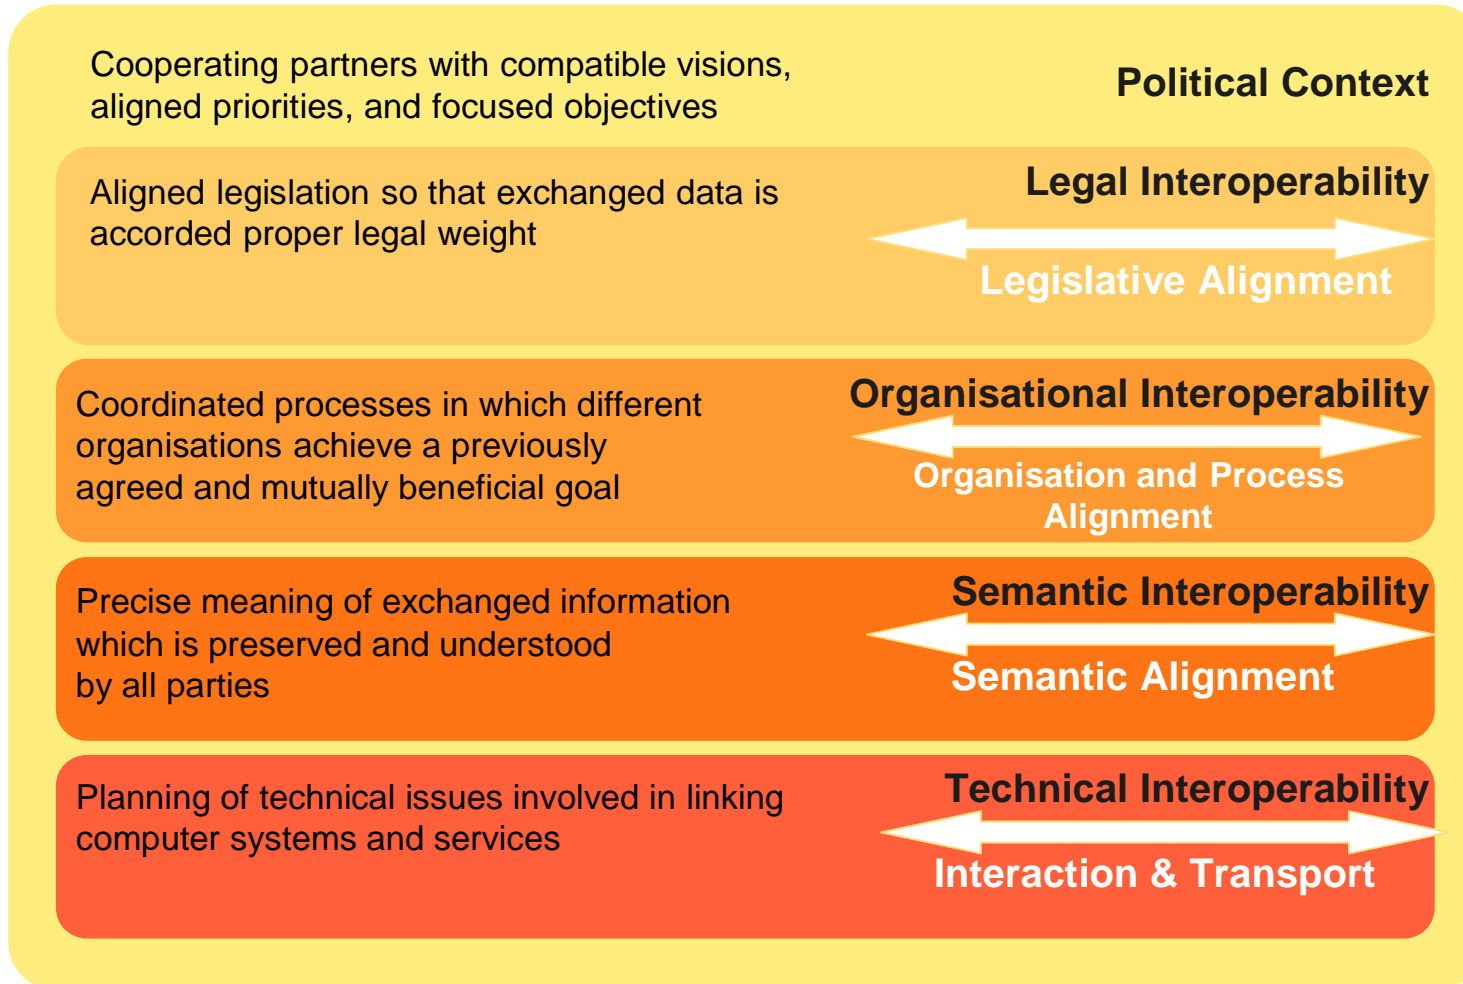 Cooperating partners with compatible visions,
aligned priorities, and focused objectives
Political Context
Aligned legislation so that exchanged data is
accorded proper legal weight
Legal Interoperability
Legislative Alignment
Coordinated processes in which different
organisations achieve a previously
agreed and mutually beneficial goal
Organisational Interoperability
Organisation and Process
Alignment
Precise meaning of exchanged information
which is preserved and understood
by all parties
Semantic Interoperability
Semantic Alignment
Planning of technical issues involved in linking
computer systems and services
Technical Interoperability
Interaction & Transport